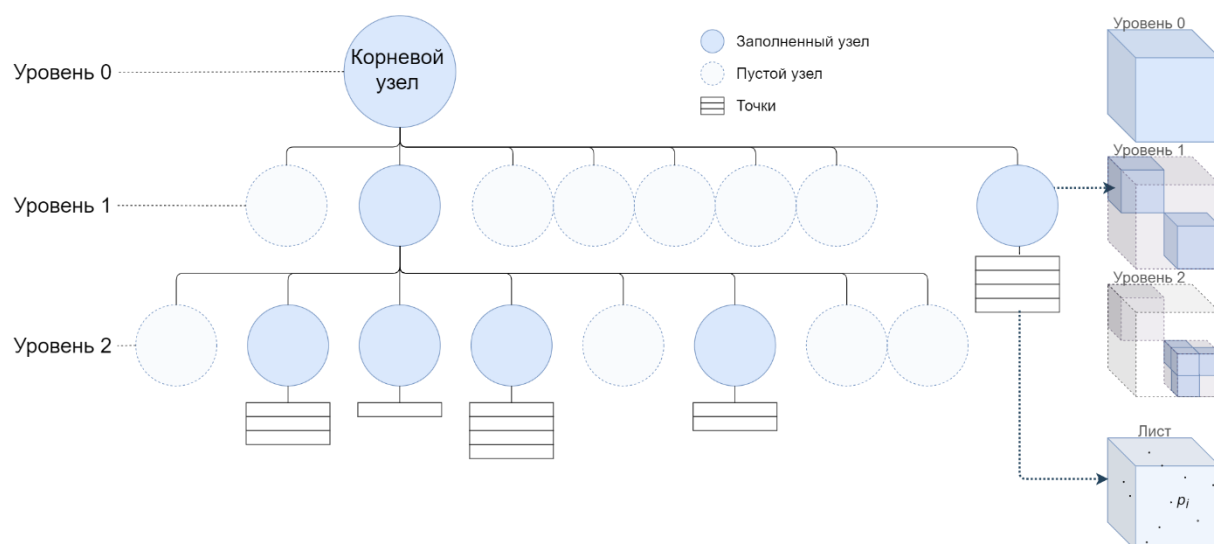 Уровень 0
Корневой
узел
Заполненный узел
Пустой узел
Точки
Уровень 0
Уровень 1
Уровень 1
Уровень 2
Уровень 2
Лист
pᵢ